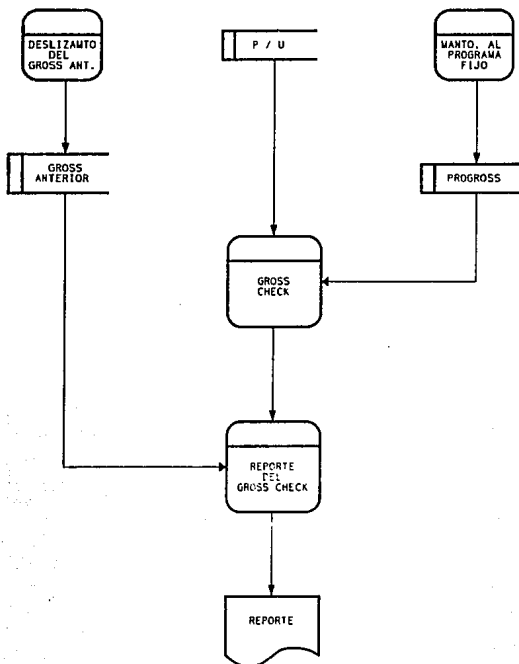 DESLIZAMTO
DEL
GROSS ANT.
P / U
MANTO. AL
PROGRAMA
FIJO
GROSS
ANTERIOR
PROGROSS
GROSS
CHECK
REPORTE
DEL
GROSS CHECK
REPORTE